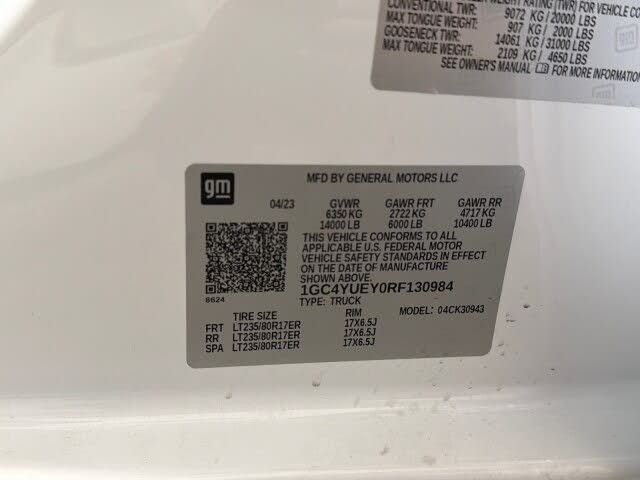 WEIGHT RATING (TWR) FOR VEHICLE
CONVENTIONAL TWR: 9072 KG / 20000 LBS
MAX TONGUE WEIGHT: 907 KG / 2000 LBS
GOOSENECK TWR: 14061 KG / 31000 LBS
MAX TONGUE WEIGHT: 2109 KG / 4650 LBS
SEE OWNER'S MANUAL FOR MORE INFORMATION
gm
MFD BY GENERAL MOTORS LLC
04/23 GVWR GAWR FRT GAWR RR
6350 KG 2722 KG 4717 KG
14000 LB 6000 LB 10400 LB
THIS VEHICLE CONFORMS TO ALL
APPLICABLE U.S. FEDERAL MOTOR
VEHICLE SAFETY STANDARDS IN
EFFECT ON THE DATE OF MANUFACTURE
SHOWN ABOVE.
1GC4YUEY0RF130984
8624
TYPE: TRUCK MODEL: 04CK30943
TIRE SIZE RIM
FRT LT235/80R17ER 17X6.5J
RR LT235/80R17ER 17X6.5J
SPA LT235/80R17ER 17X6.5J